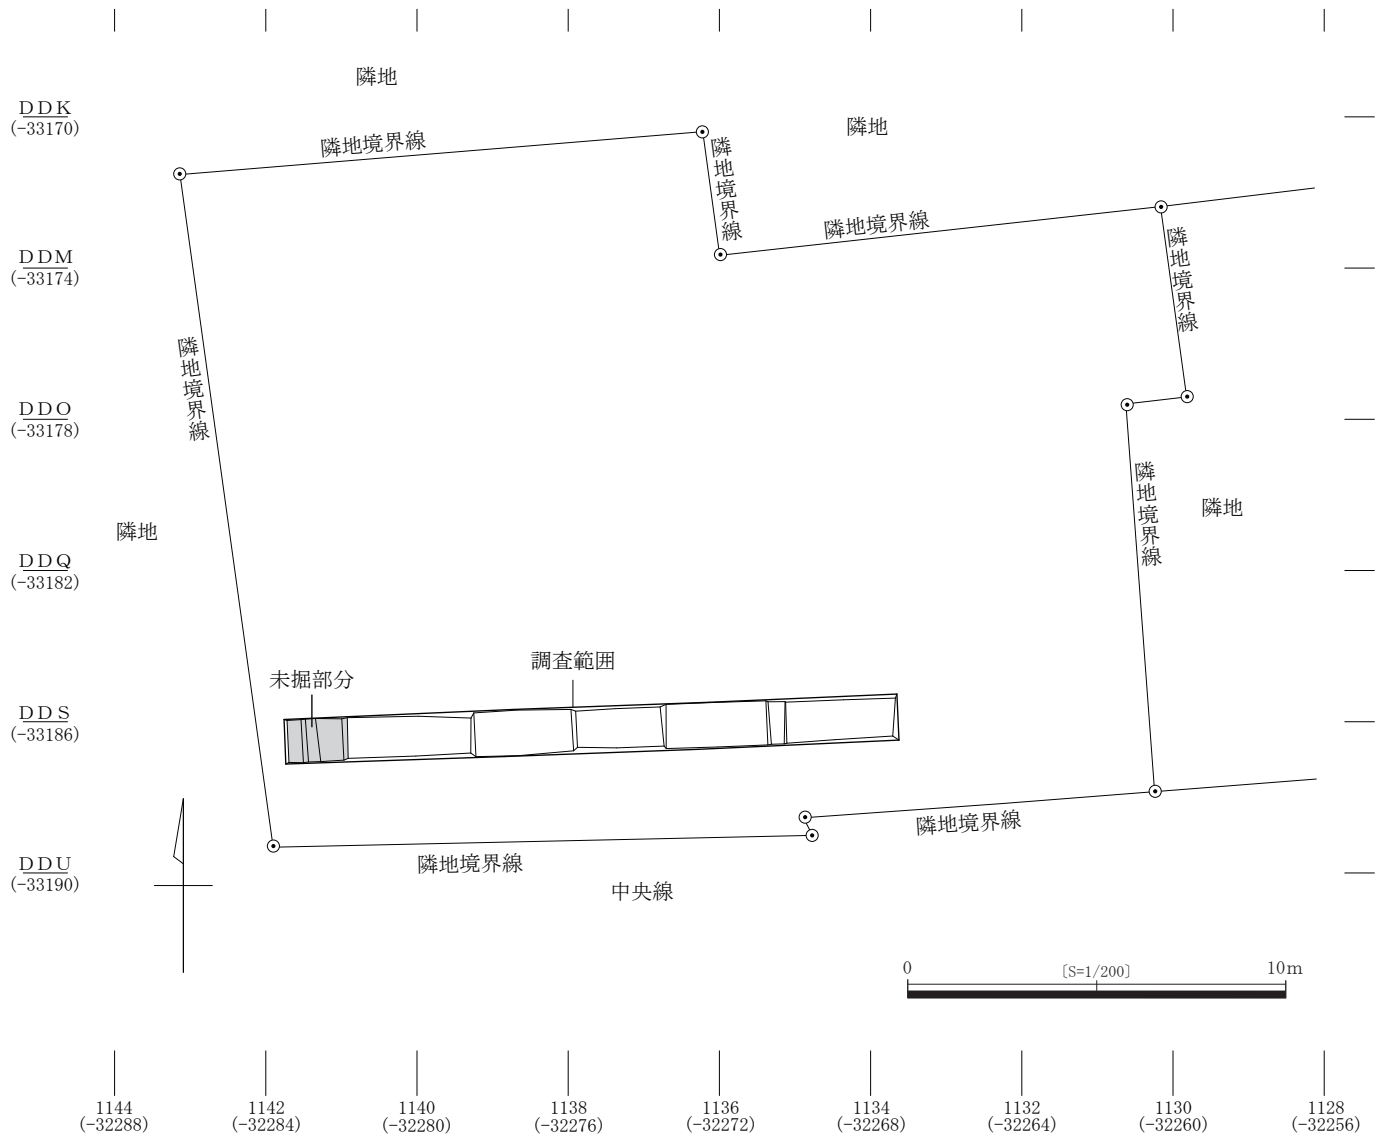 隣地
DDK
(-33170)
隣地
隣地境界線
隣地境界線
隣地境界線
DDM
(-33174)
隣地境界線
隣地境界線
DDO
(-33178)
隣地境界線
隣地
隣地
DDQ
(-33182)
調査範囲
未掘部分
DDS
(-33186)
隣地境界線
DDU
(-33190)
隣地境界線
中央線
0 〔S=1/200〕 10m
1144 1142 1140 1138 1136 1134 1132 1130 1128
(-32288) (-32284) (-32280) (-32276) (-32272) (-32268) (-32264) (-32260) (-32256)